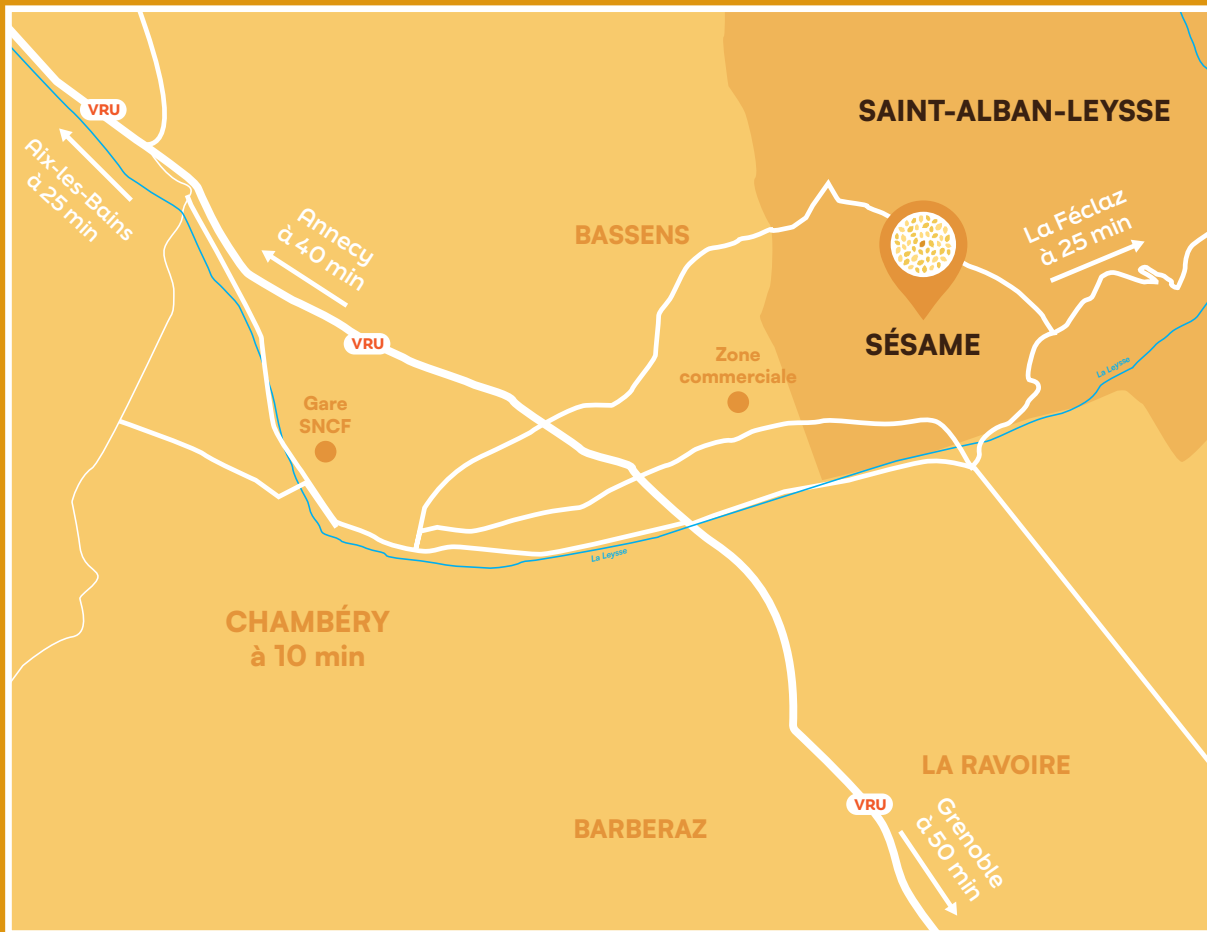 SAINT-ALBAN-LEYSSE
VRU
Aix-les-Bains
à 25 min
Annecy
à 40 min
BASSENS
La Féclaz
à 25 min
VRU
SÉSAME
Zone
commerciale
La Leysse
Gare
SNCF
La Leysse
CHAMBÉRY
à 10 min
LA RAVOIRE
VRU
BARBERAZ
Grenoble
à 50 min